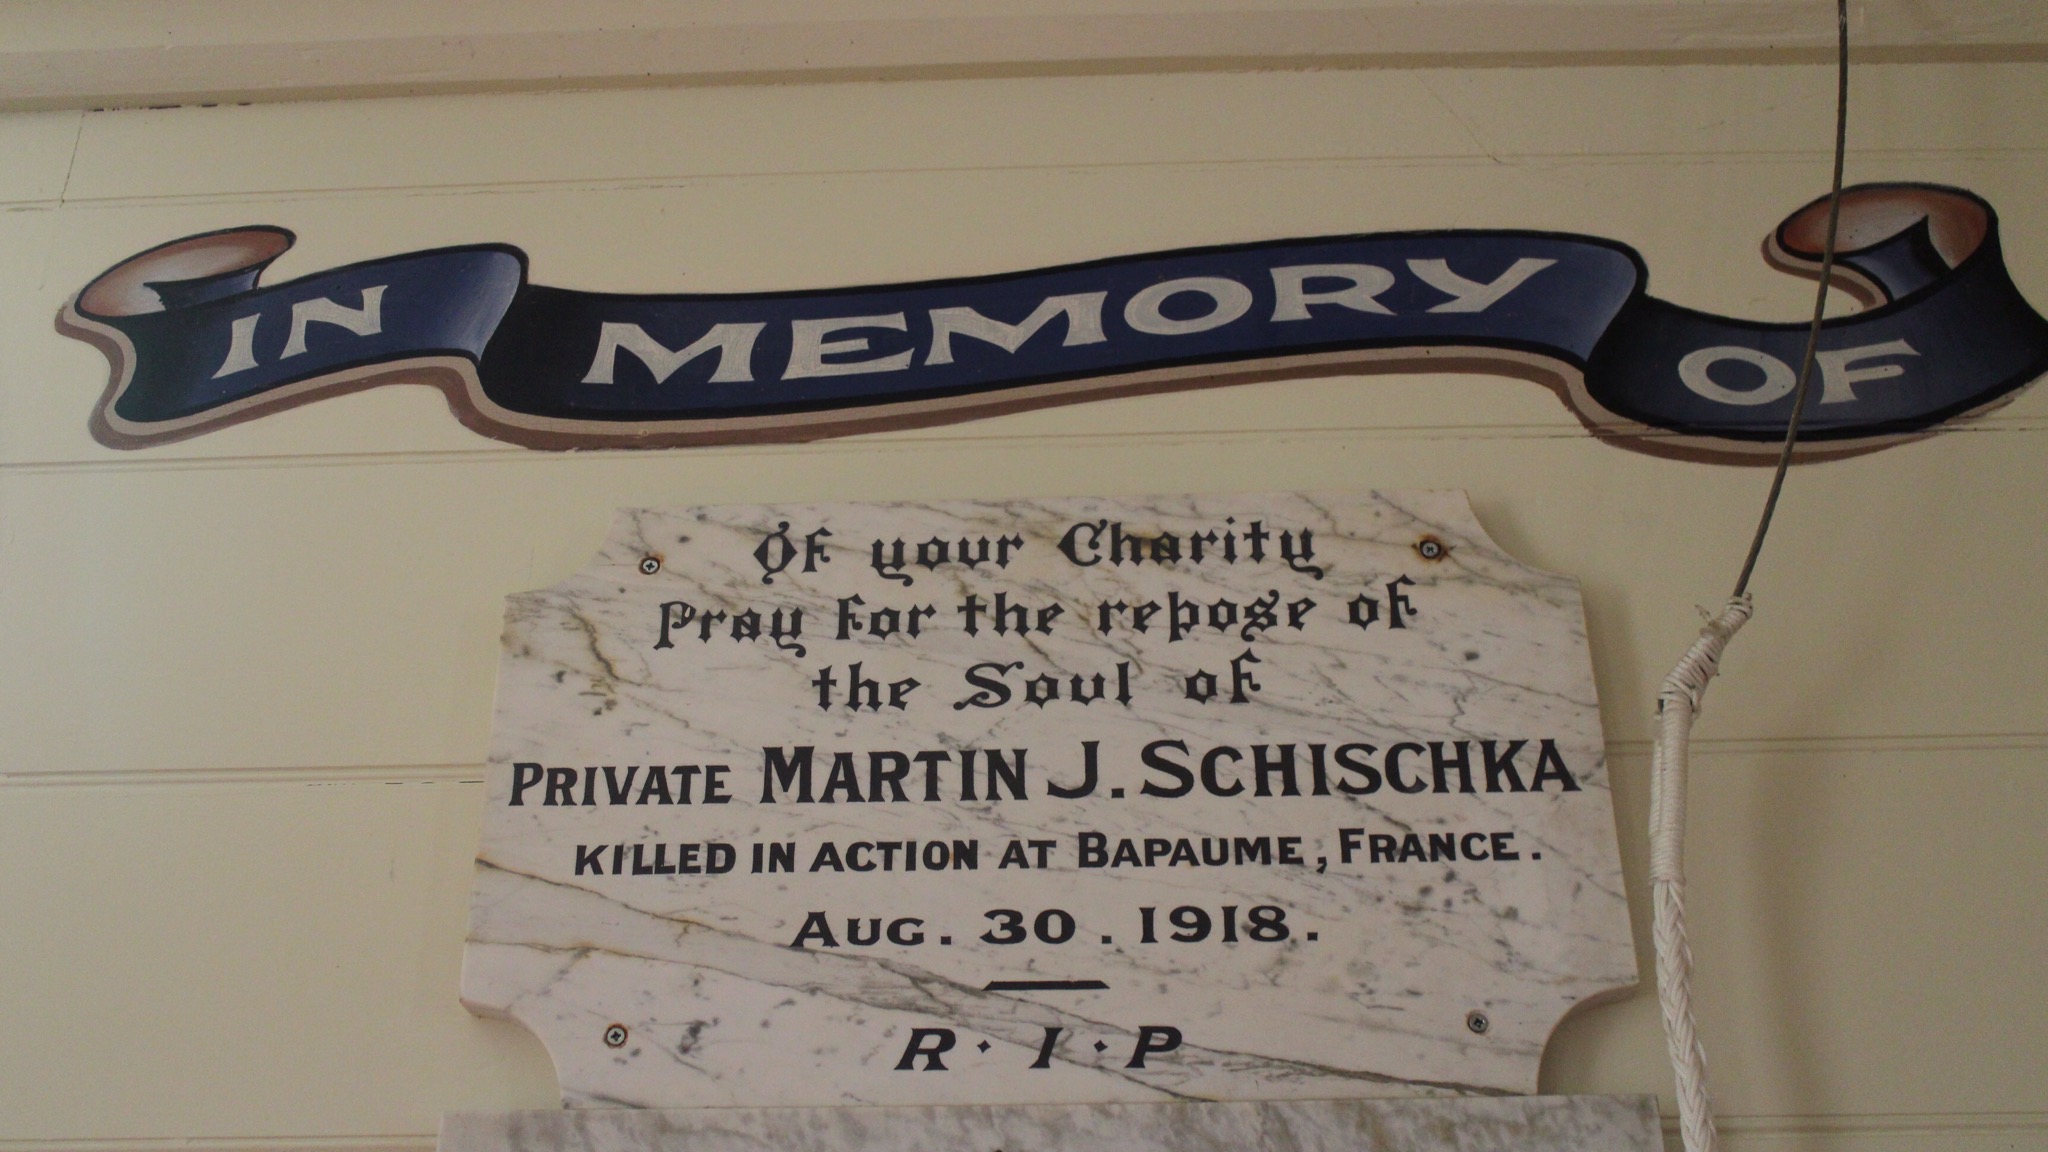 IN MEMORY OF
Of your Charity
Pray for the repose of
the Soul of
PRIVATE MARTIN J. SCHISCHKA
KILLED IN ACTION AT BAPAUME, FRANCE.
AUG. 30. 1918.
R·I·P